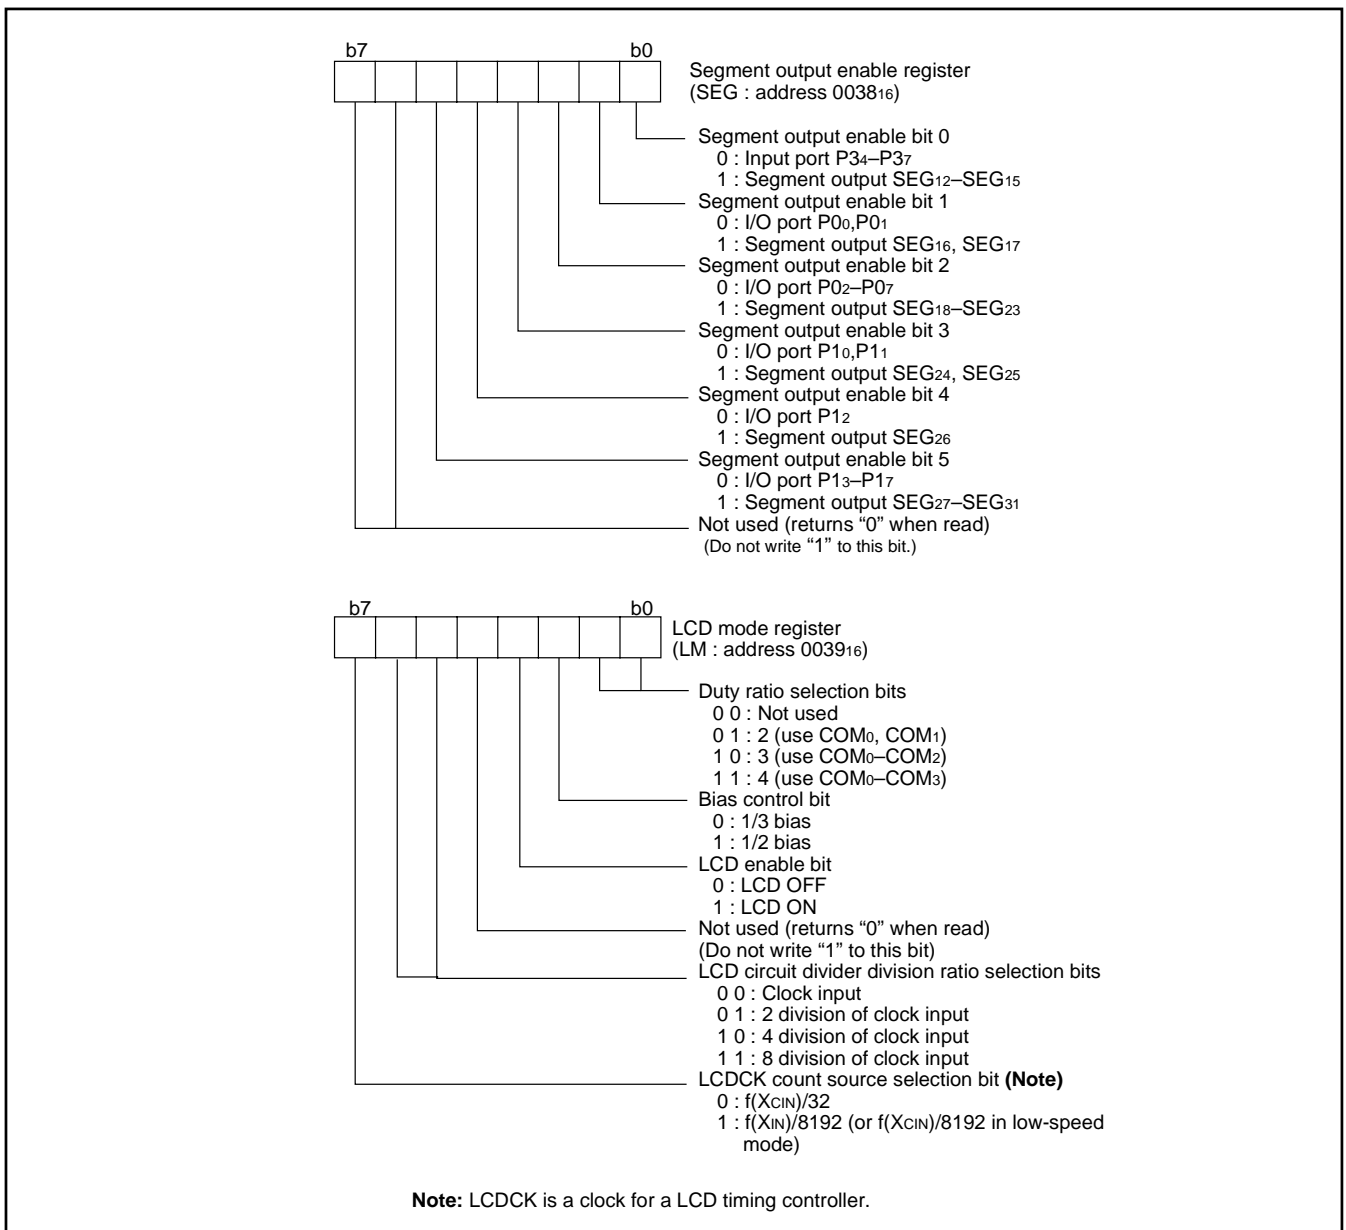 b7 b0
Segment output enable register
(SEG : address 003816)
Segment output enable bit 0
0 : Input port P34–P37
1 : Segment output SEG12–SEG15
Segment output enable bit 1
0 : I/O port P00,P01
1 : Segment output SEG16, SEG17
Segment output enable bit 2
0 : I/O port P02–P07
1 : Segment output SEG18–SEG23
Segment output enable bit 3
0 : I/O port P10,P11
1 : Segment output SEG24, SEG25
Segment output enable bit 4
0 : I/O port P12
1 : Segment output SEG26
Segment output enable bit 5
0 : I/O port P13–P17
1 : Segment output SEG27–SEG31
Not used (returns “0” when read)
(Do not write “1” to this bit.)
b7 b0
LCD mode register
(LM : address 003916)
Duty ratio selection bits
0 0 : Not used
0 1 : 2 (use COM0, COM1)
1 0 : 3 (use COM0–COM2)
1 1 : 4 (use COM0–COM3)
Bias control bit
0 : 1/3 bias
1 : 1/2 bias
LCD enable bit
0 : LCD OFF
1 : LCD ON
Not used (returns “0” when read)
(Do not write “1” to this bit)
LCD circuit divider division ratio selection bits
0 0 : Clock input
0 1 : 2 division of clock input
1 0 : 4 division of clock input
1 1 : 8 division of clock input
LCDCK count source selection bit (Note)
0 : f(XCIN)/32
1 : f(XIN)/8192 (or f(XCIN)/8192 in low-speed
mode)
Note: LCDCK is a clock for a LCD timing controller.